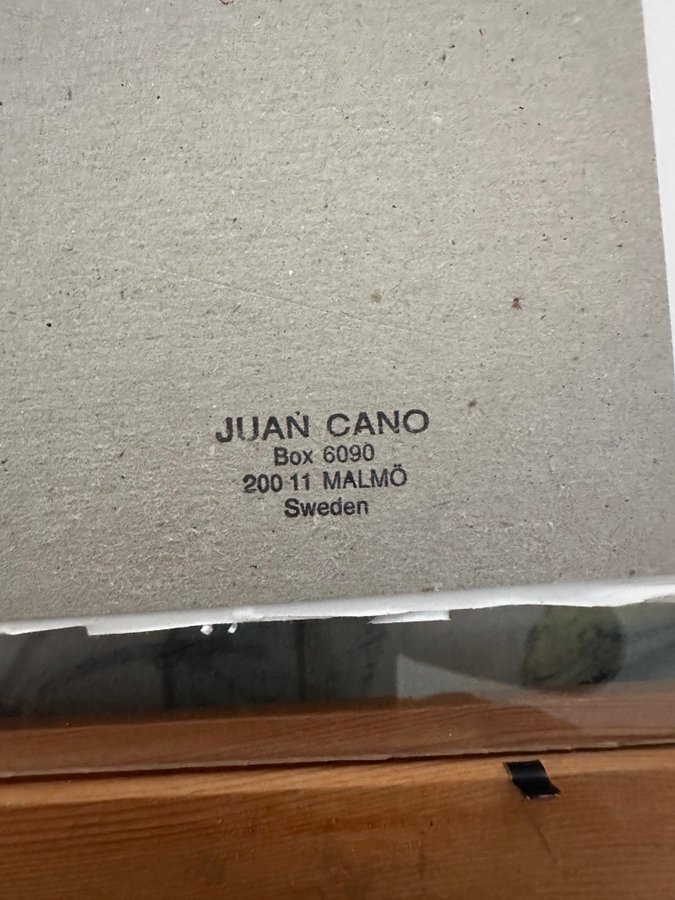 JUAN CANO
Box 6090
200 11 MALMÖ
Sweden